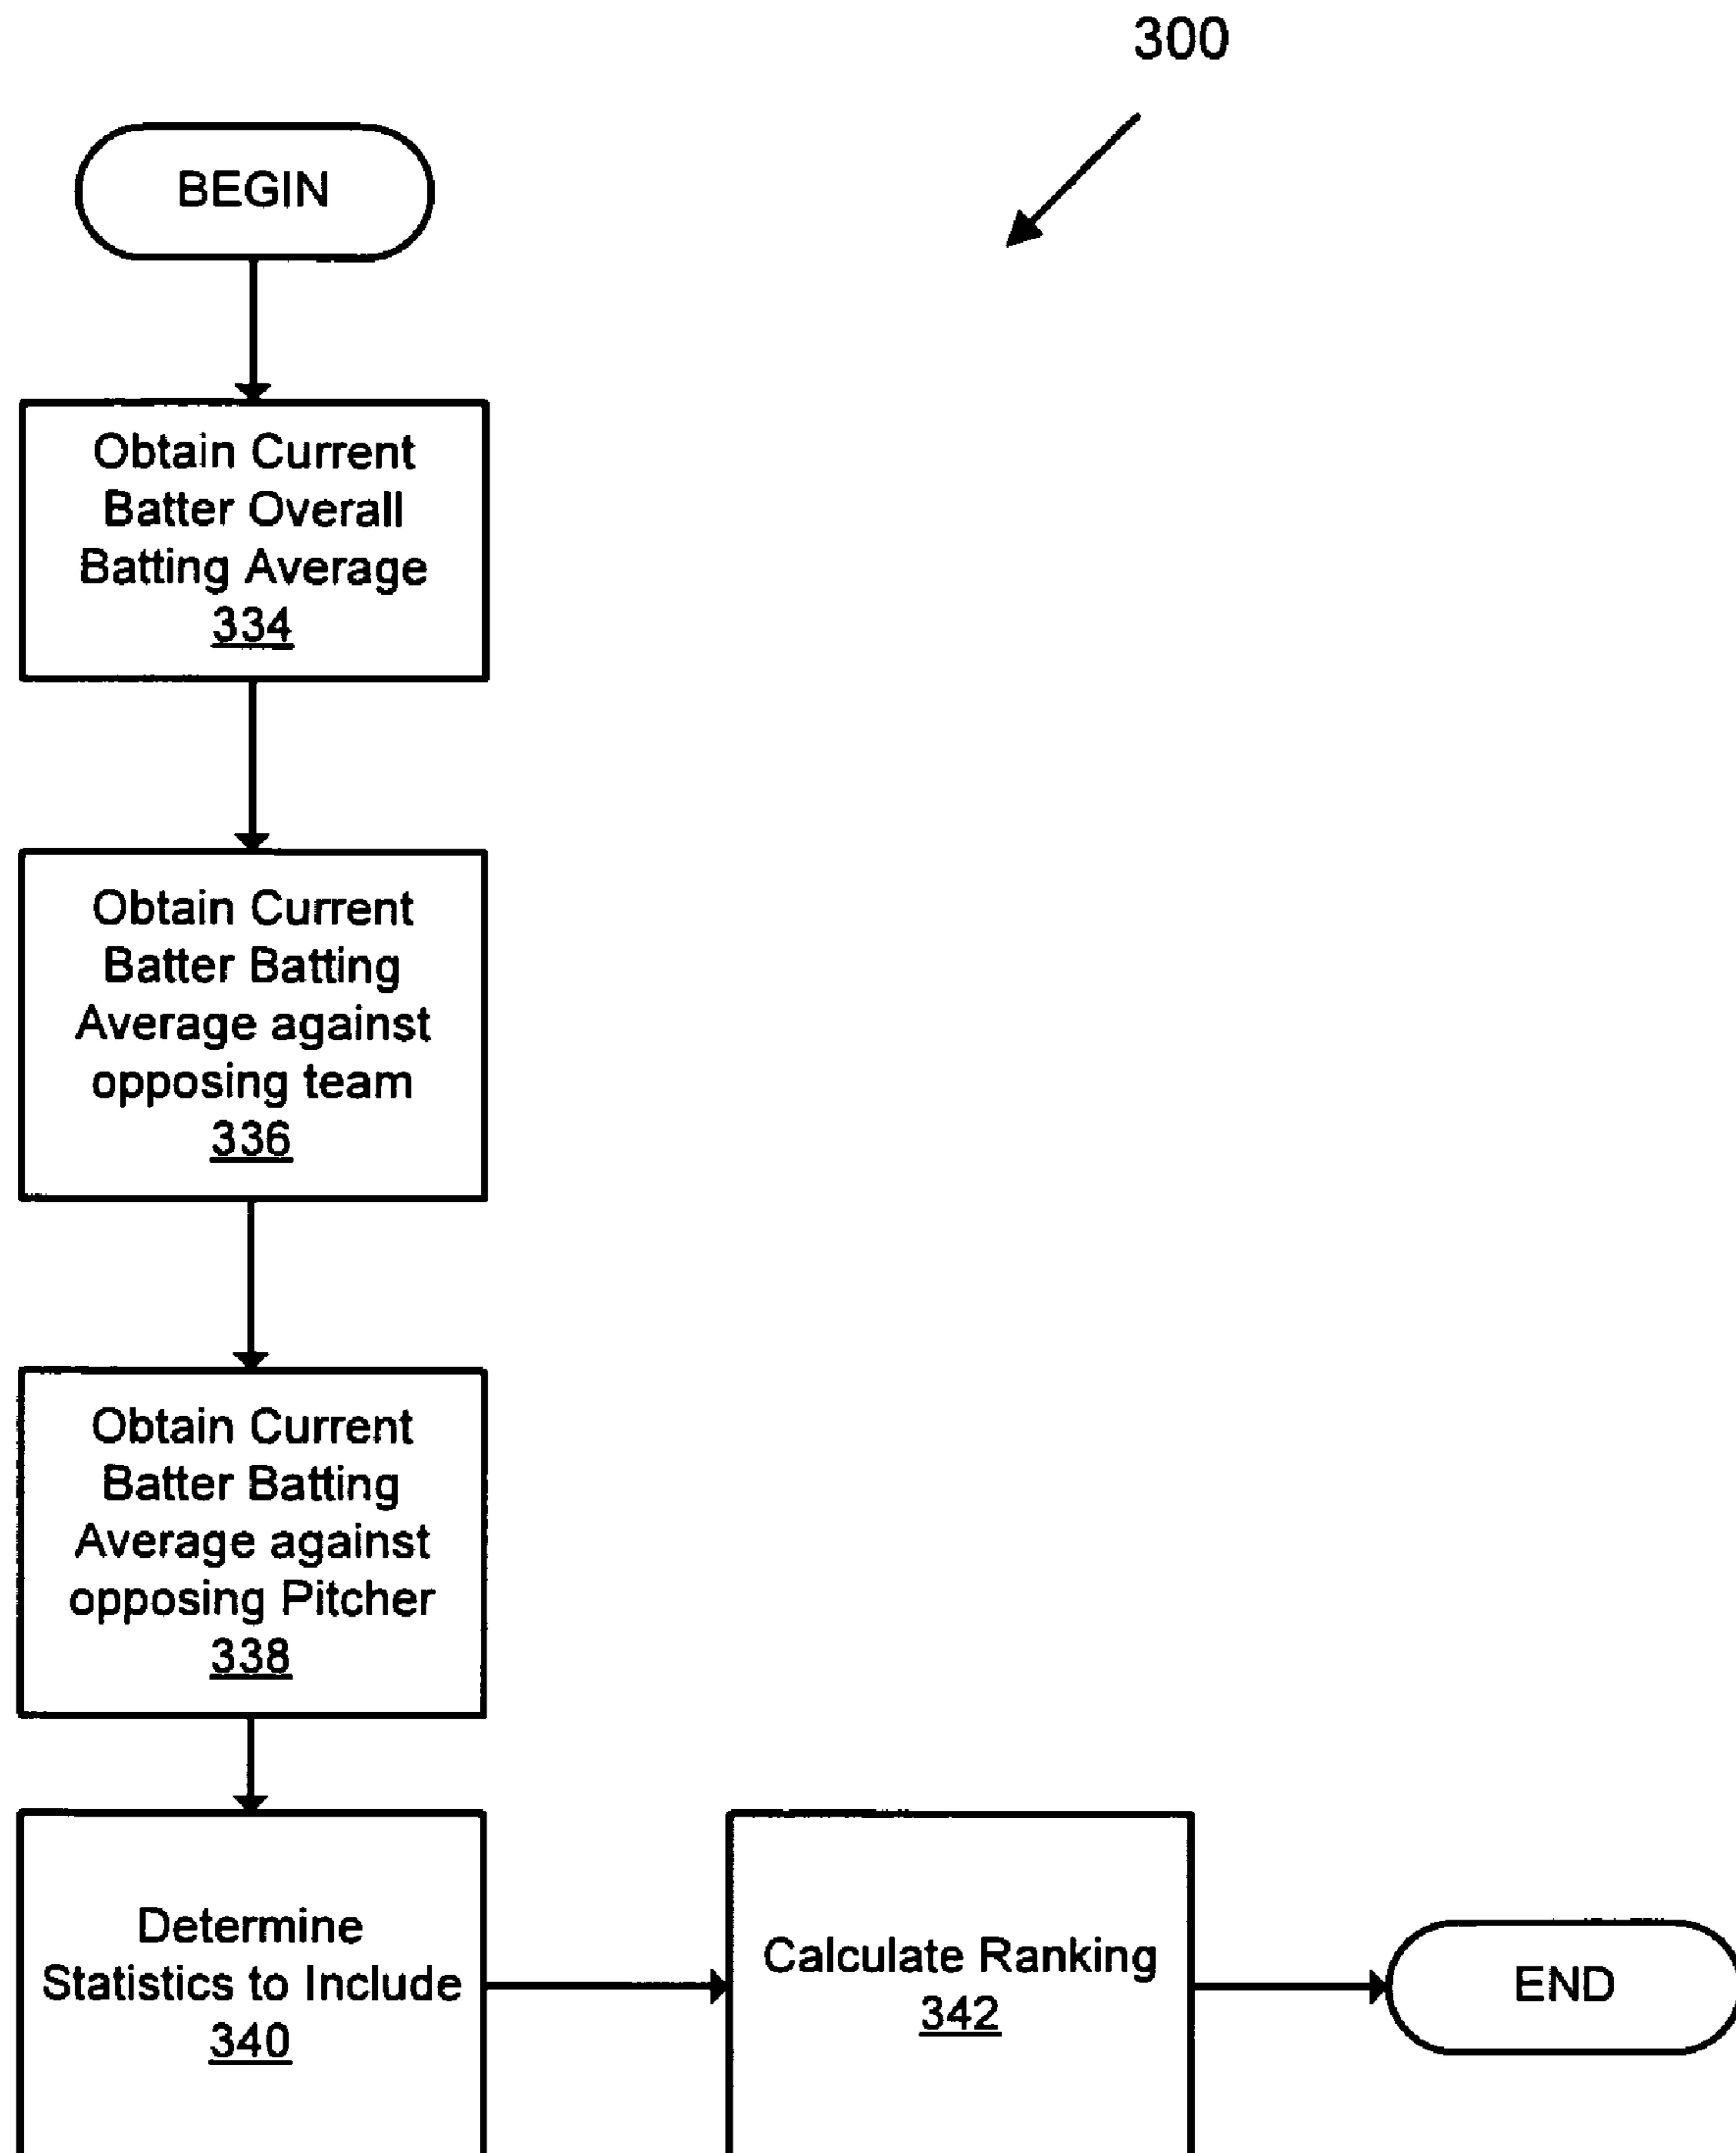 300
BEGIN
Obtain Current
Batter Overall
Batting Average
334
Obtain Current
Batter Batting
Average against
opposing team
336
Obtain Current
Batter Batting
Average against
opposing Pitcher
338
Determine
Statistics to Include
340
Calculate Ranking
342
END